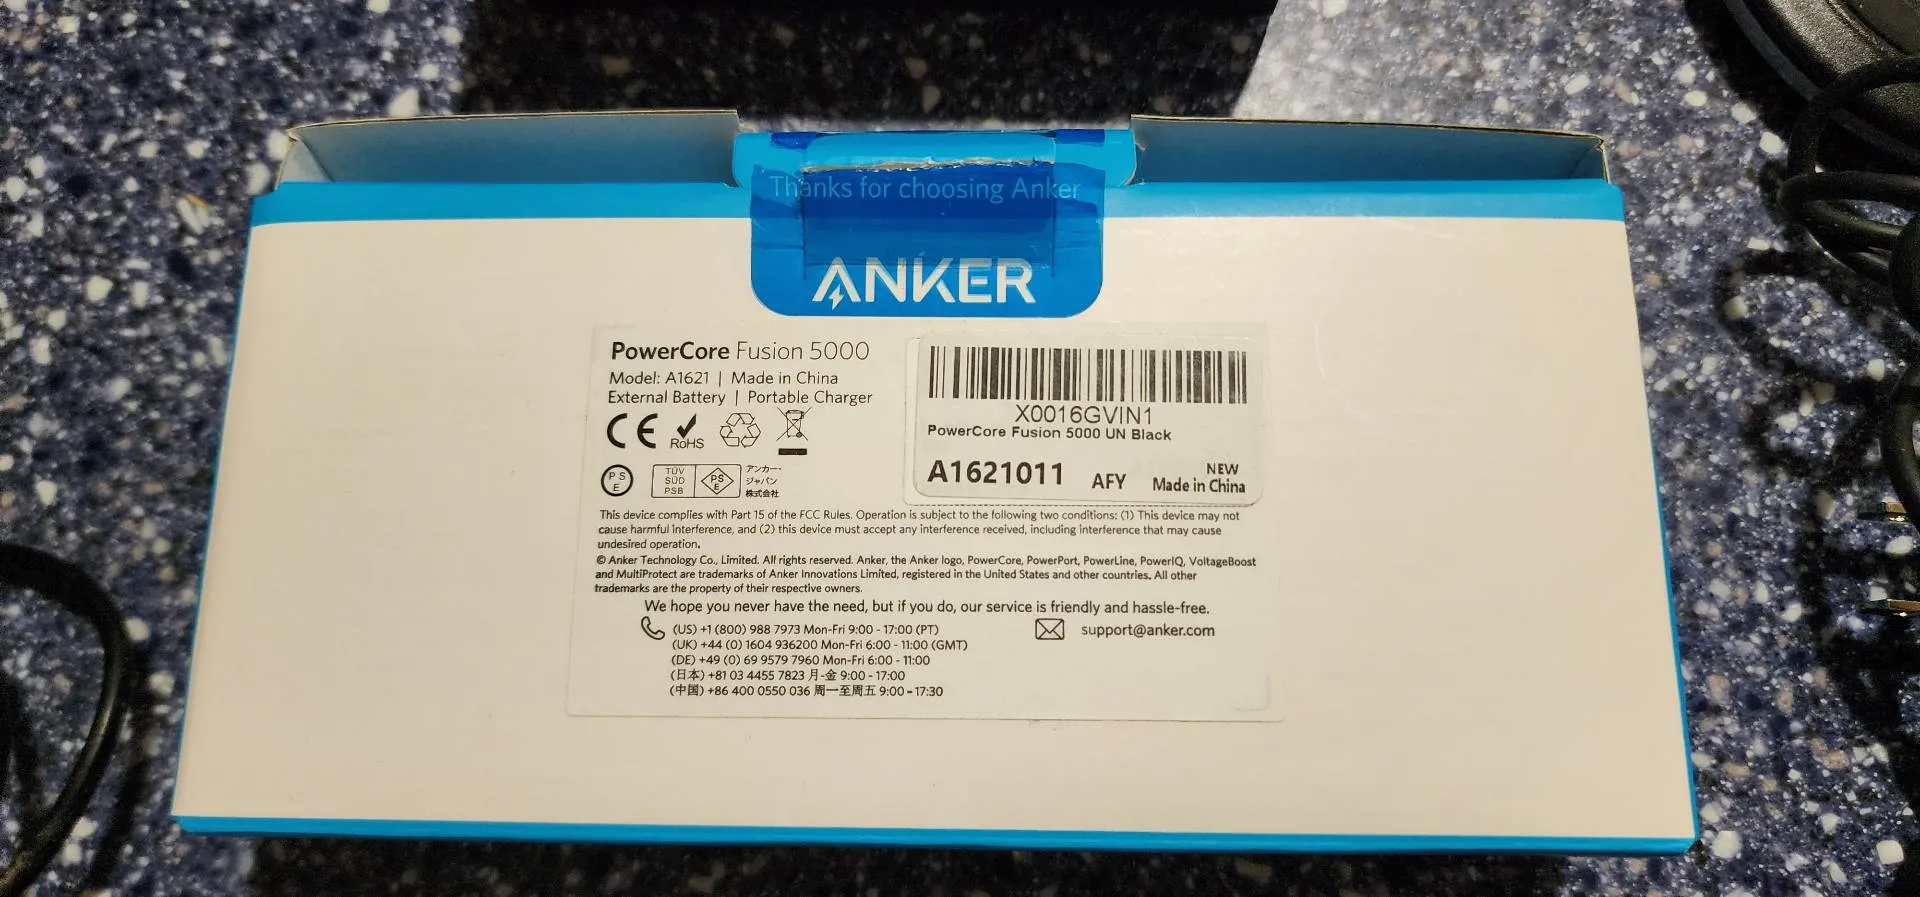 Thanks for choosing Anker
ANKER
PowerCore Fusion 5000
Model: A1621 | Made in China
External Battery | Portable Charger
CE RoHS
PS E
TÜV SÜD PSB
PS E
アンカー・
ジャパン
株式会社
X0016GVIN1
PowerCore Fusion 5000 UN Black
A1621011 AFY NEW
Made in China
This device complies with Part 15 of the FCC Rules. Operation is subject to the following two conditions: (1) This device may not
cause harmful interference, and (2) this device must accept any interference received, including interference that may cause
undesired operation.
© Anker Technology Co., Limited. All rights reserved. Anker, the Anker logo, PowerCore, PowerPort, PowerLine, PowerIQ, VoltageBoost
and MultiProtect are trademarks of Anker Innovations Limited, registered in the United States and other countries. All other
trademarks are the property of their respective owners.
We hope you never have the need, but if you do, our service is friendly and hassle-free.
(US) +1 (800) 988 7973 Mon-Fri 9:00 - 17:00 (PT)
(UK) +44 (0) 1604 936200 Mon-Fri 6:00 - 11:00 (GMT)
(DE) +49 (0) 69 9579 7960 Mon-Fri 6:00 - 11:00
(日本) +81 03 4455 7823 月-金 9:00 - 17:00
(中国) +86 400 0550 036 周一至周五 9:00 - 17:30
support@anker.com